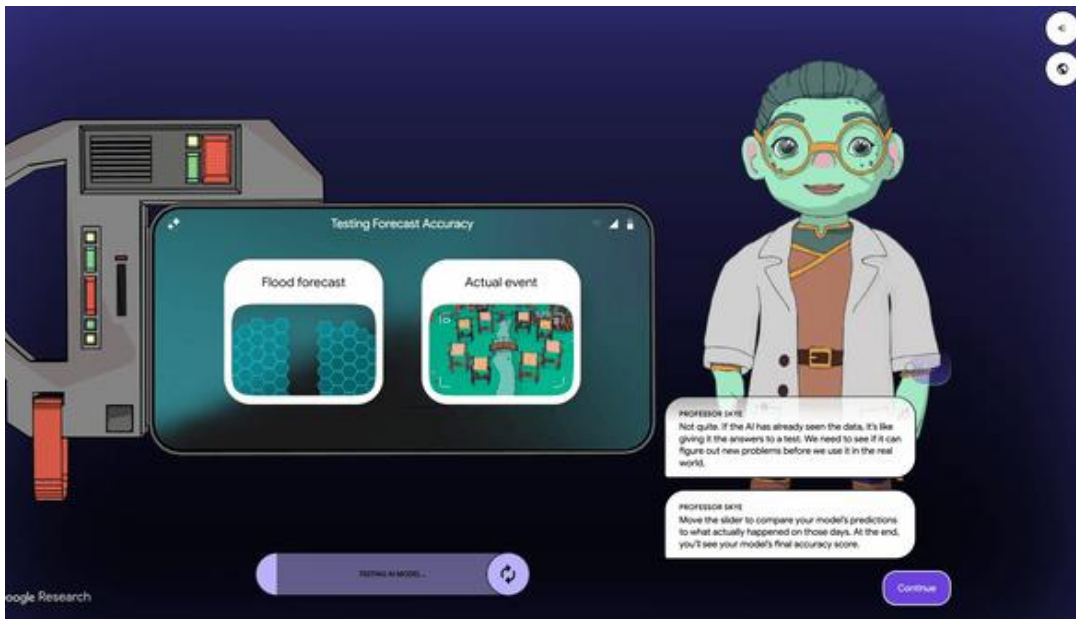 Testing Forecast Accuracy
Flood forecast
Actual event
PROFESSOR SKYE
Not quite. If the AI has already seen the data, it's like
giving it the answers to a test. We need to see if it can
figure out new problems before we use it in the real
world.
PROFESSOR SKYE
Move the slider to compare your model's predictions
to what actually happened on those days. At the end,
you'll see your model's final accuracy score.
TESTING AI MODEL...
Continue
oogle Research